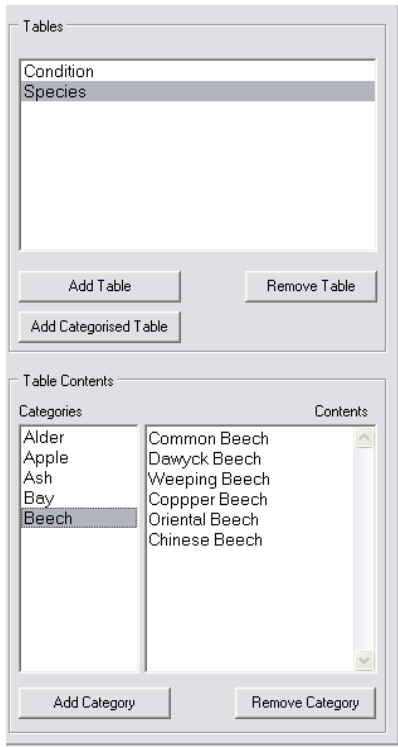 Tables
Condition
Species
Add Table
Remove Table
Add Categorised Table
Table Contents
Categories
Contents
Alder
Apple
Ash
Bay
Beech
Common Beech
Dawyck Beech
Weeping Beech
Coppper Beech
Oriental Beech
Chinese Beech
Add Category
Remove Category